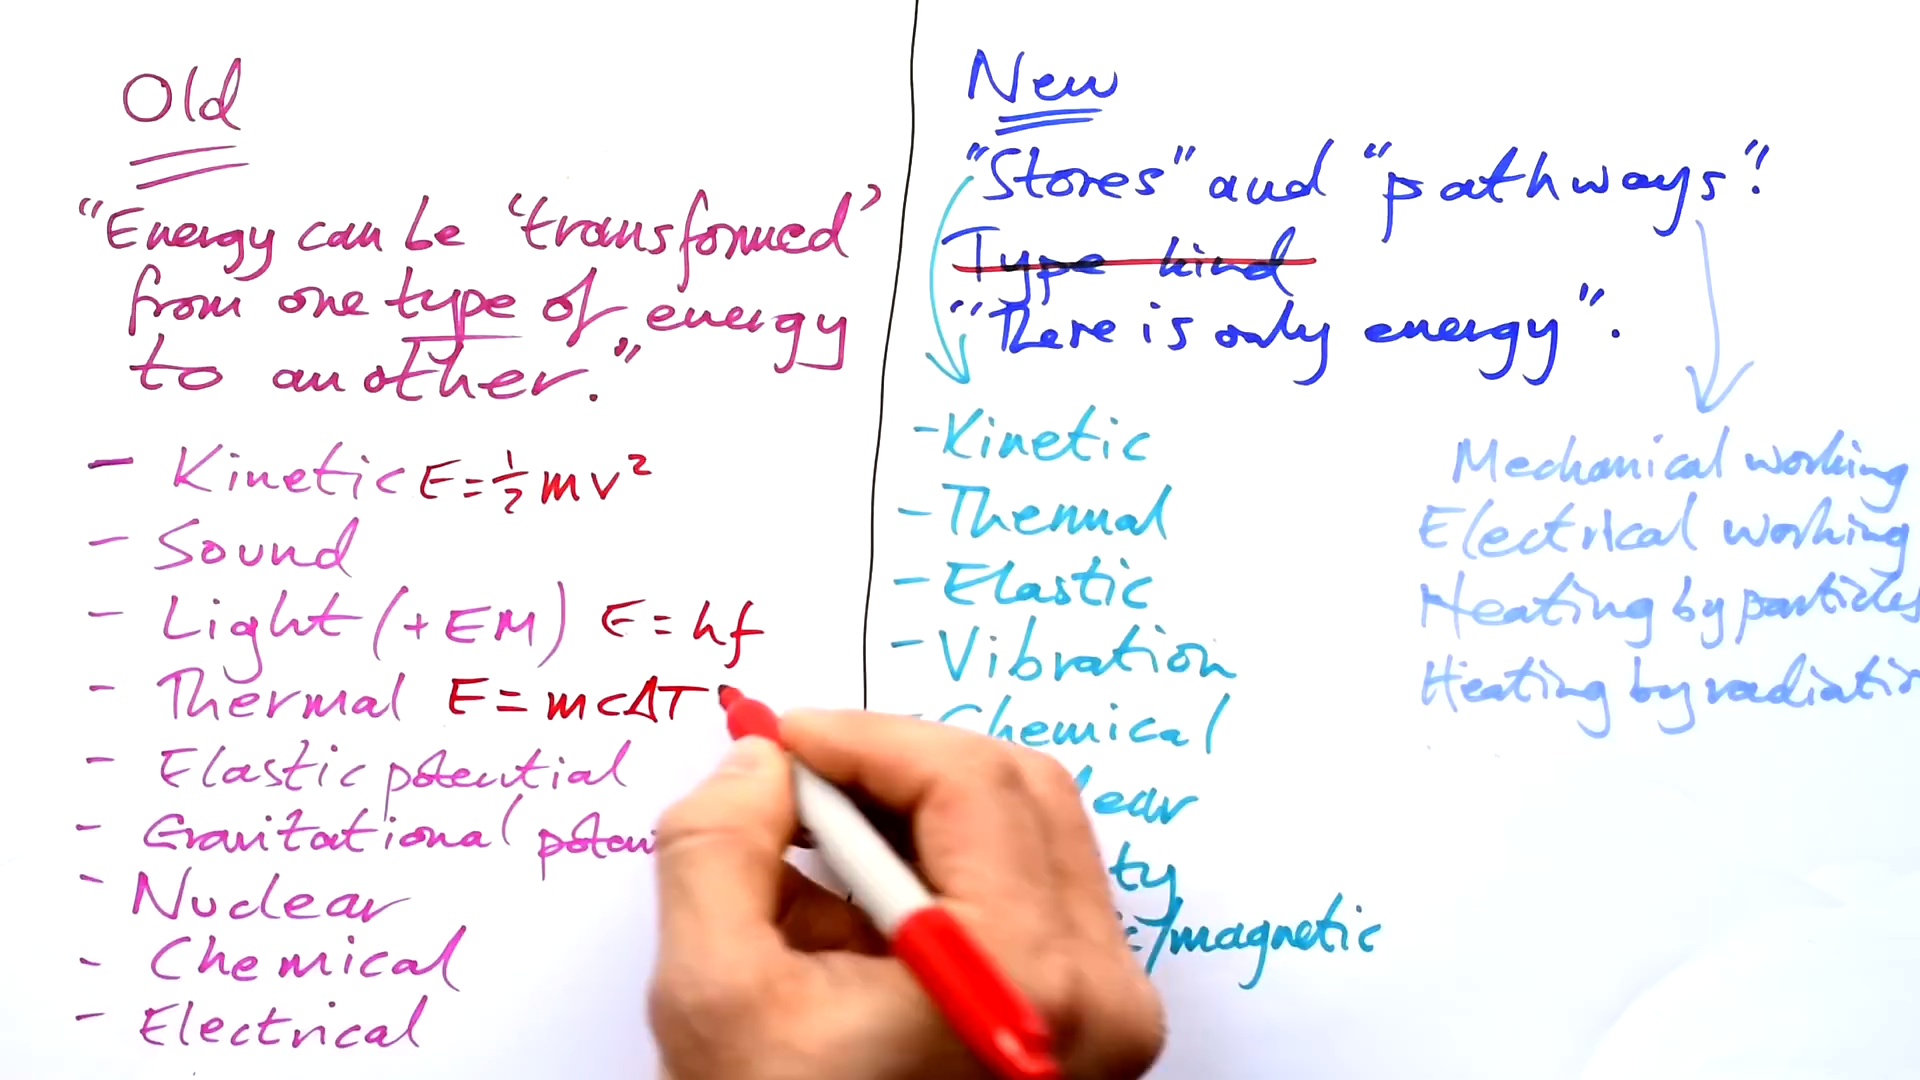 Old
"Energy can be 'transformed'
from one type of energy
to another."
- Kinetic E = ½mv²
- Sound
- Light (+EM) E = hf
- Thermal E = mcΔT
- Elastic potential
- Gravitational
- Nuclear
- Chemical
- Electrical
New
"Stores" and "pathways"!
Type kind
"There is only energy".
- Kinetic
- Thermal
- Elastic
- Vibration
- Chemical
magnetic
Mechanical working
Electrical working
Heating by particles
Heating by radiation